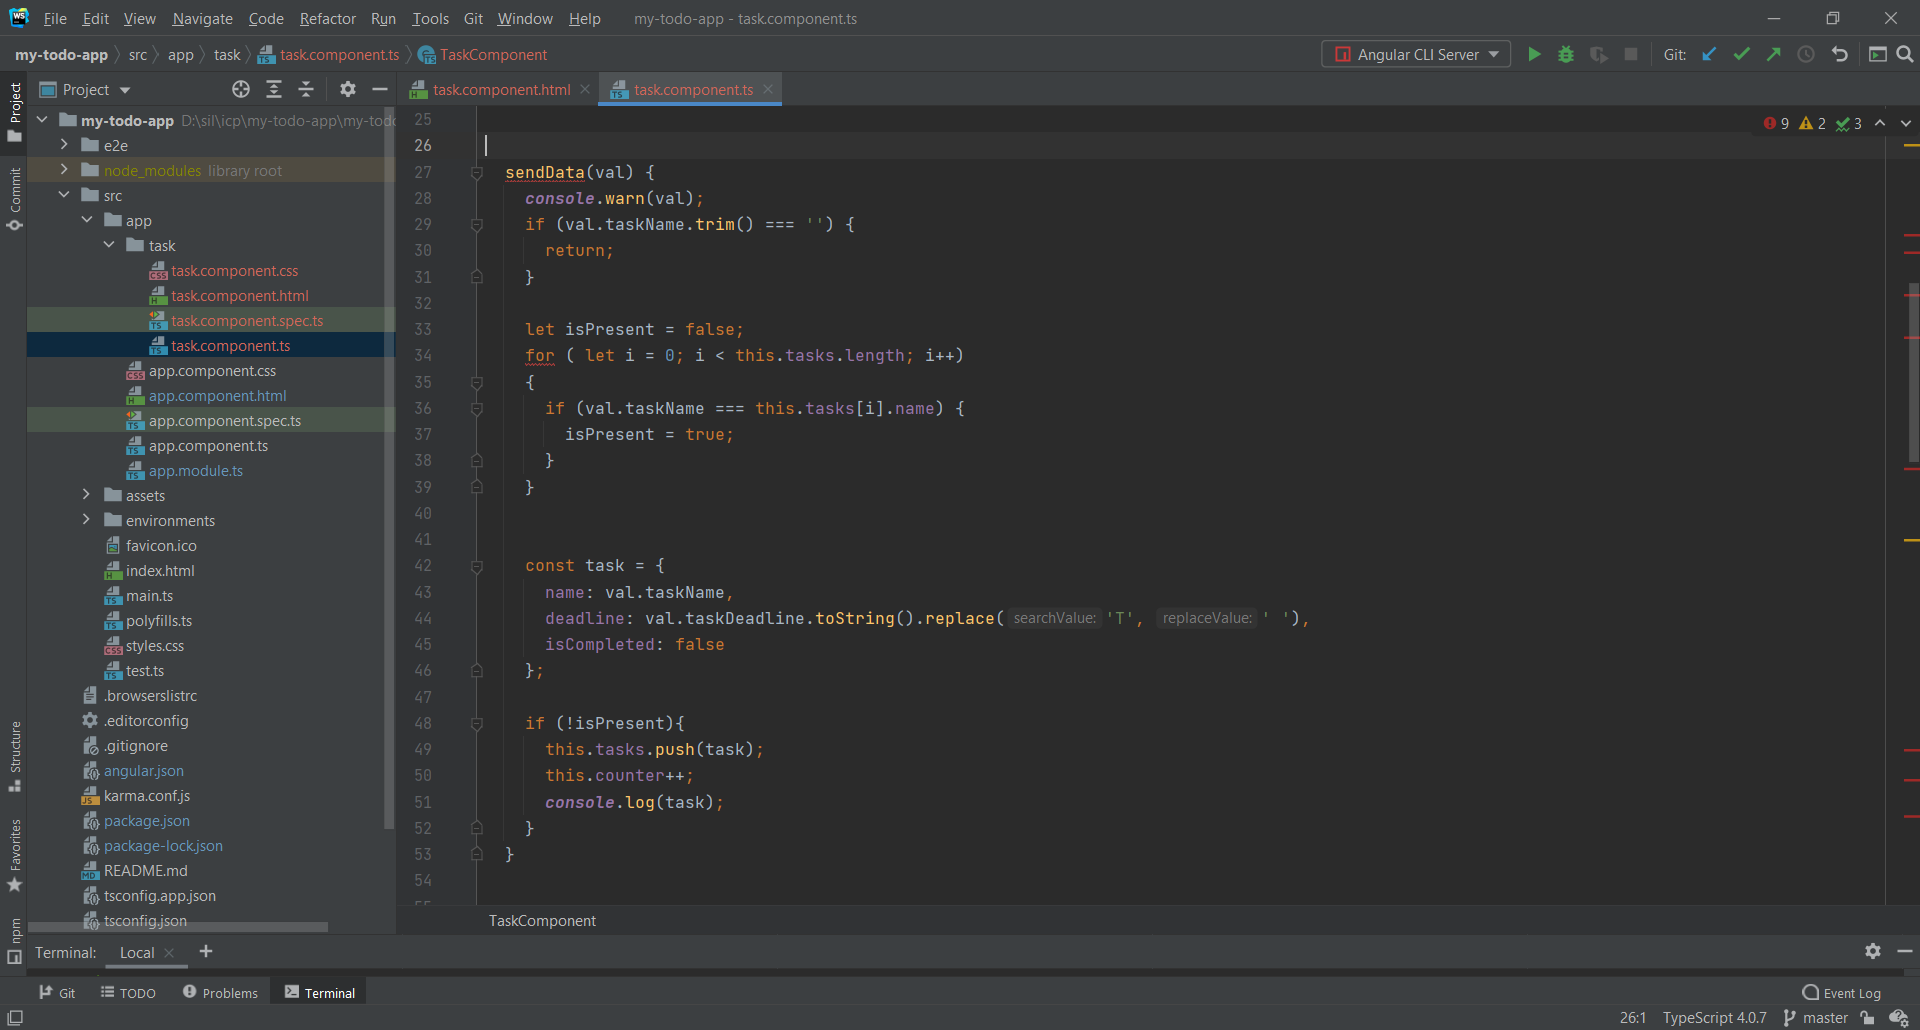 WS File Edit View Navigate Code Refactor Run Tools Git Window Help my-todo-app - task.component.ts
my-todo-app src app task task.component.ts TaskComponent Angular CLI Server Git:
Project
task.component.html
task.component.ts
Project
Commit
Structure
Favorites
npm
my-todo-app D:\sil\icp\my-todo-app\my-todo
e2e
node_modules library root
src
app
task
task.component.css
task.component.html
task.component.spec.ts
task.component.ts
app.component.css
app.component.html
app.component.spec.ts
app.component.ts
app.module.ts
assets
environments
favicon.ico
index.html
main.ts
polyfills.ts
styles.css
test.ts
.browserslistrc
.editorconfig
.gitignore
angular.json
karma.conf.js
package.json
package-lock.json
README.md
tsconfig.app.json
tsconfig.json
9 2 3
25
26
27 sendData(val) {
28 console.warn(val);
29 if (val.taskName.trim() === '') {
30 return;
31 }
32
33 let isPresent = false;
34 for ( let i = 0; i < this.tasks.length; i++)
35 {
36 if (val.taskName === this.tasks[i].name) {
37 isPresent = true;
38 }
39 }
40
41
42 const task = {
43 name: val.taskName,
44 deadline: val.taskDeadline.toString().replace( searchValue: 'T', replaceValue: ' '),
45 isCompleted: false
46 };
47
48 if (!isPresent){
49 this.tasks.push(task);
50 this.counter++;
51 console.log(task);
52 }
53 }
54
55
TaskComponent
Terminal: Local +
Git TODO Problems Terminal Event Log
26:1 TypeScript 4.0.7 master